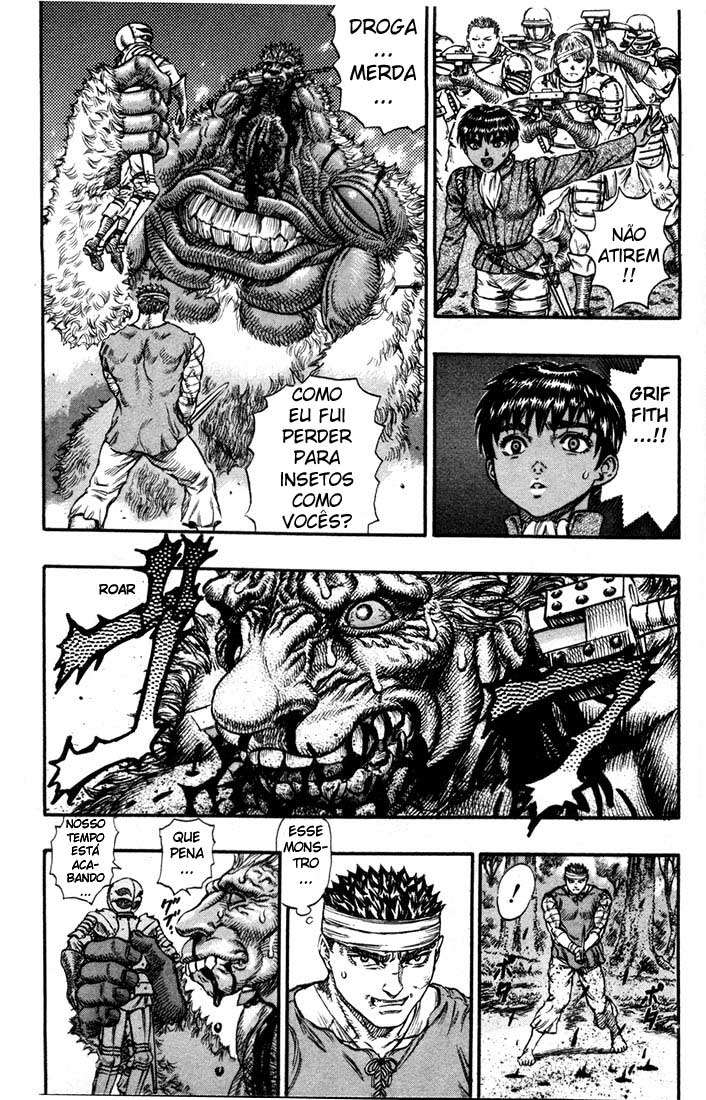 NÃO
ATIREM
!!
DROGA
...
MERDA
...
COMO
EU FUI
PERDER
PARA
INSETOS
COMO
VOCÊS?
GRIF
FITH
...!!
ROAR
!
ESSE
MONS-
TRO
...
QUE
PENA
...
NOSSO
TEMPO
ESTÁ
ACA-
BANDO
...